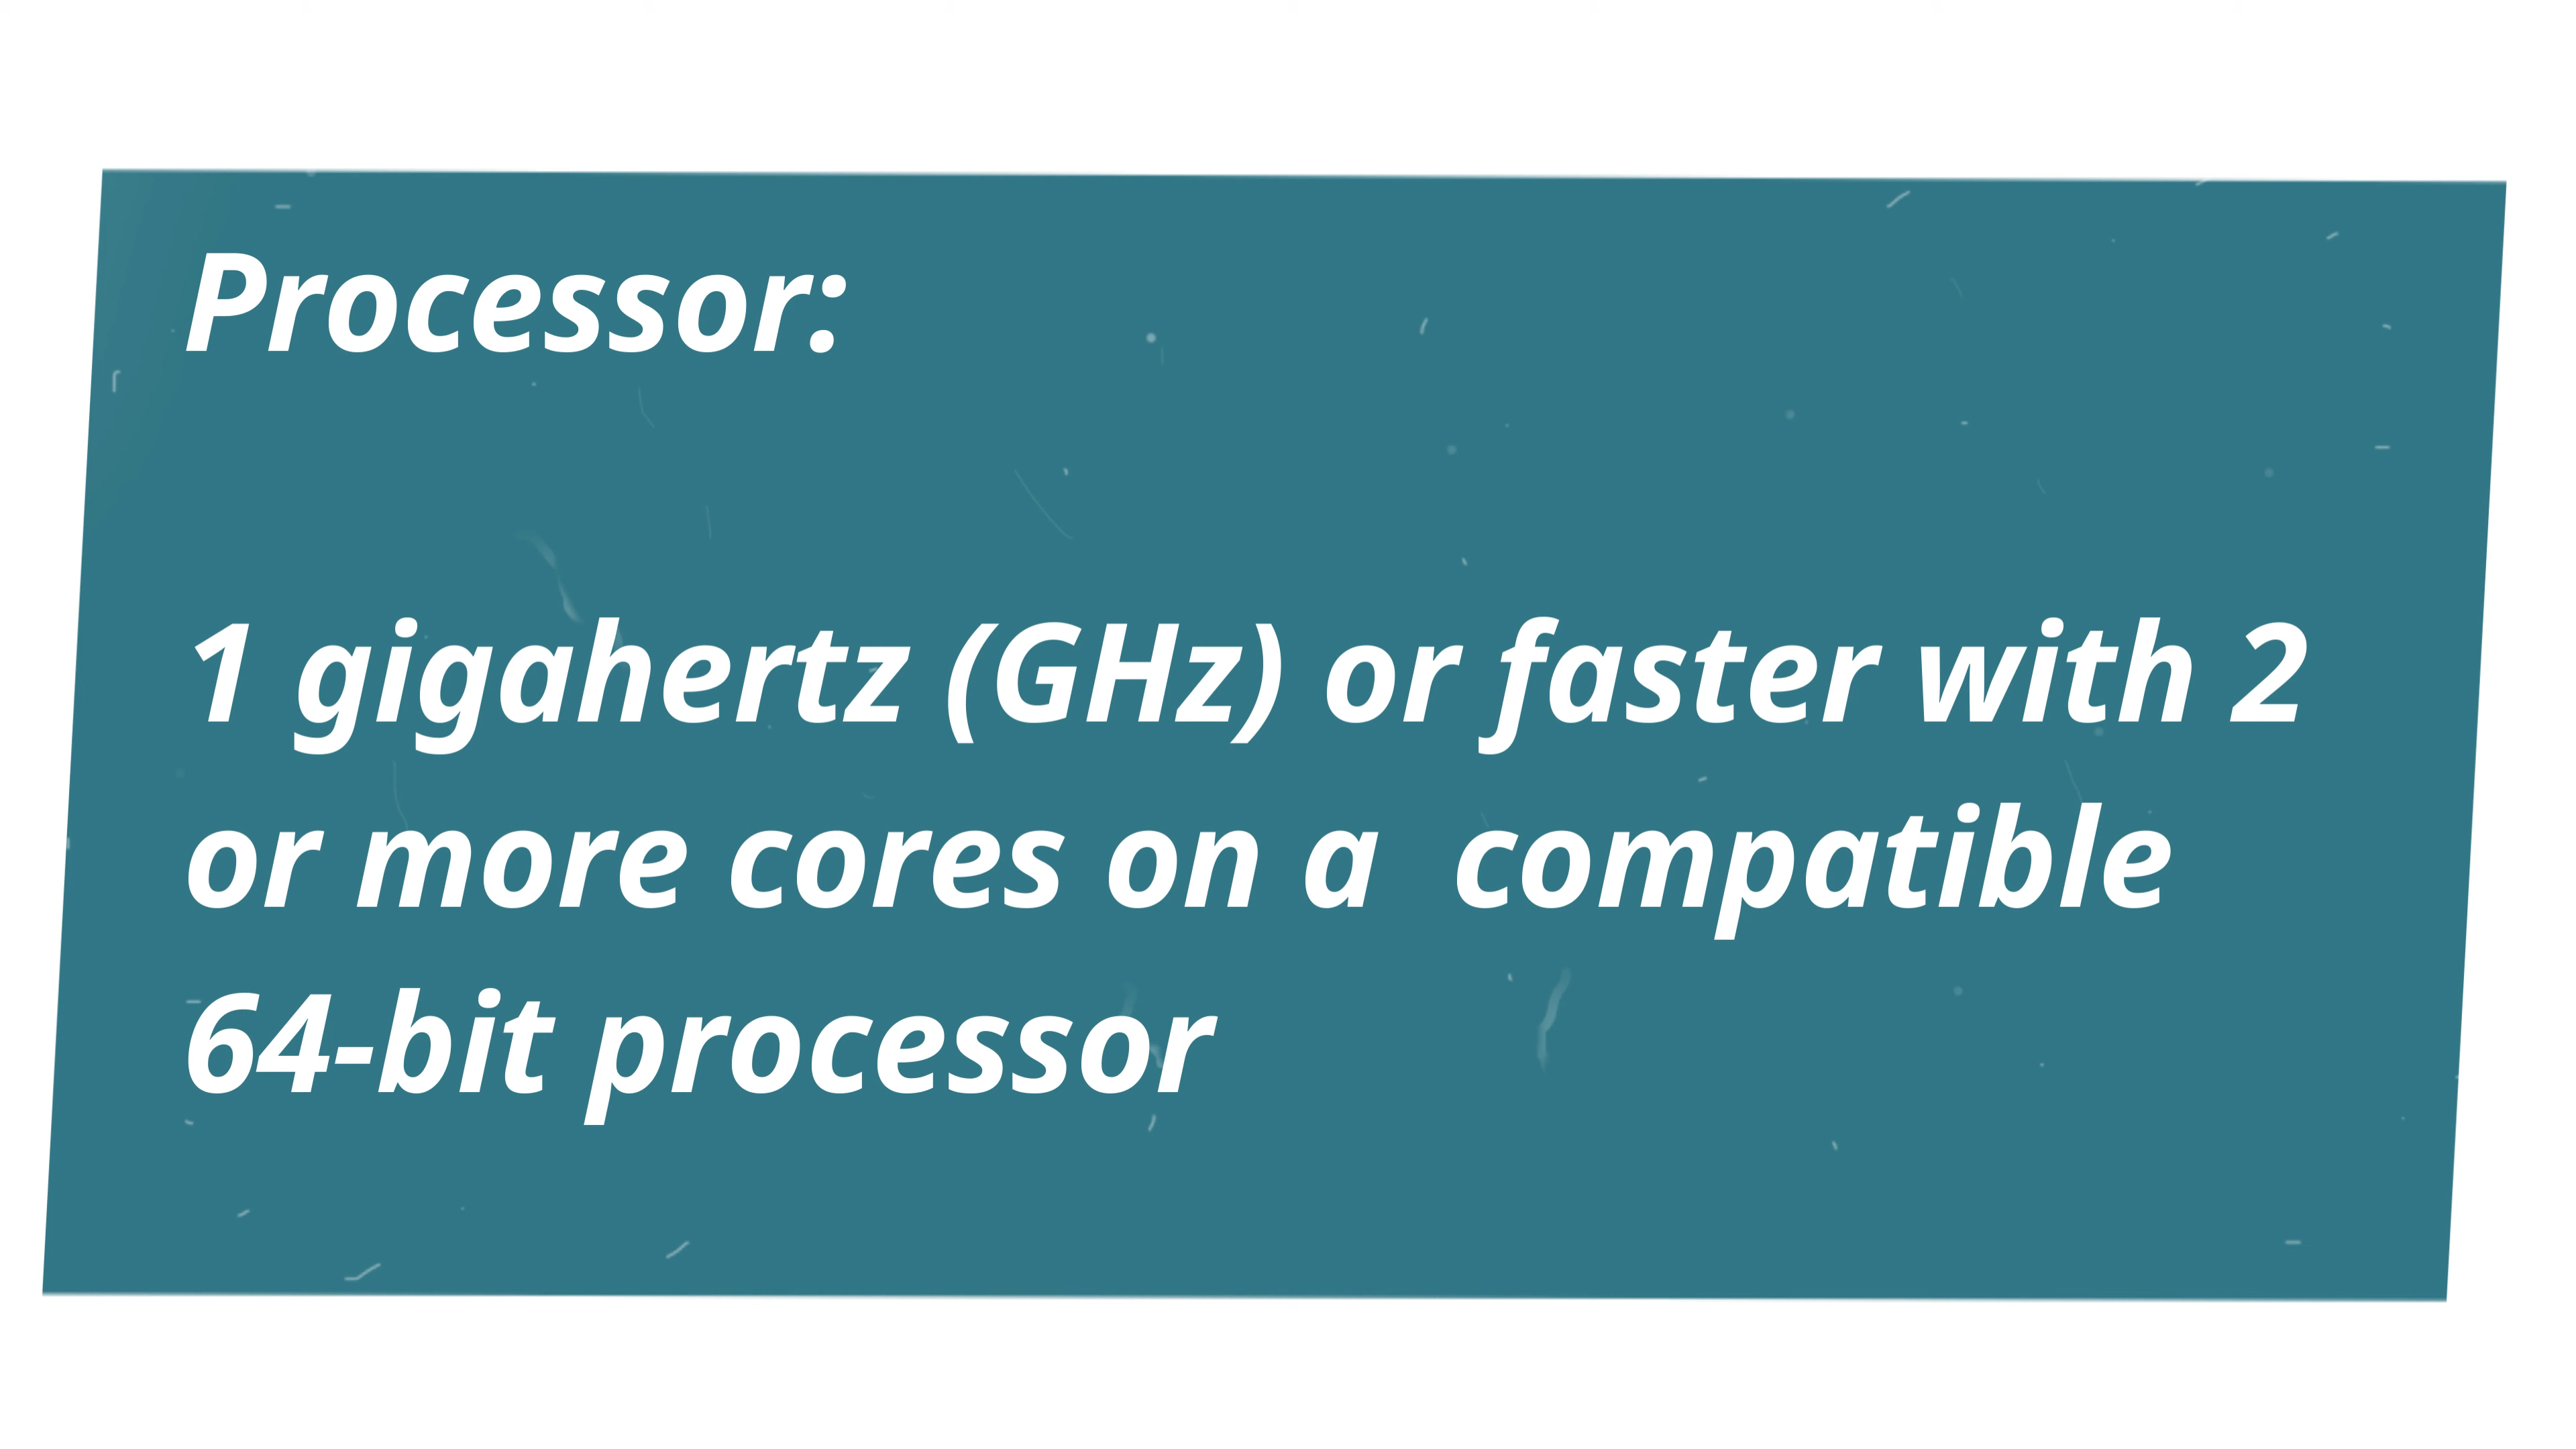 Processor:
1 gigahertz (GHz) or faster with 2
or more cores on a  compatible
64-bit processor